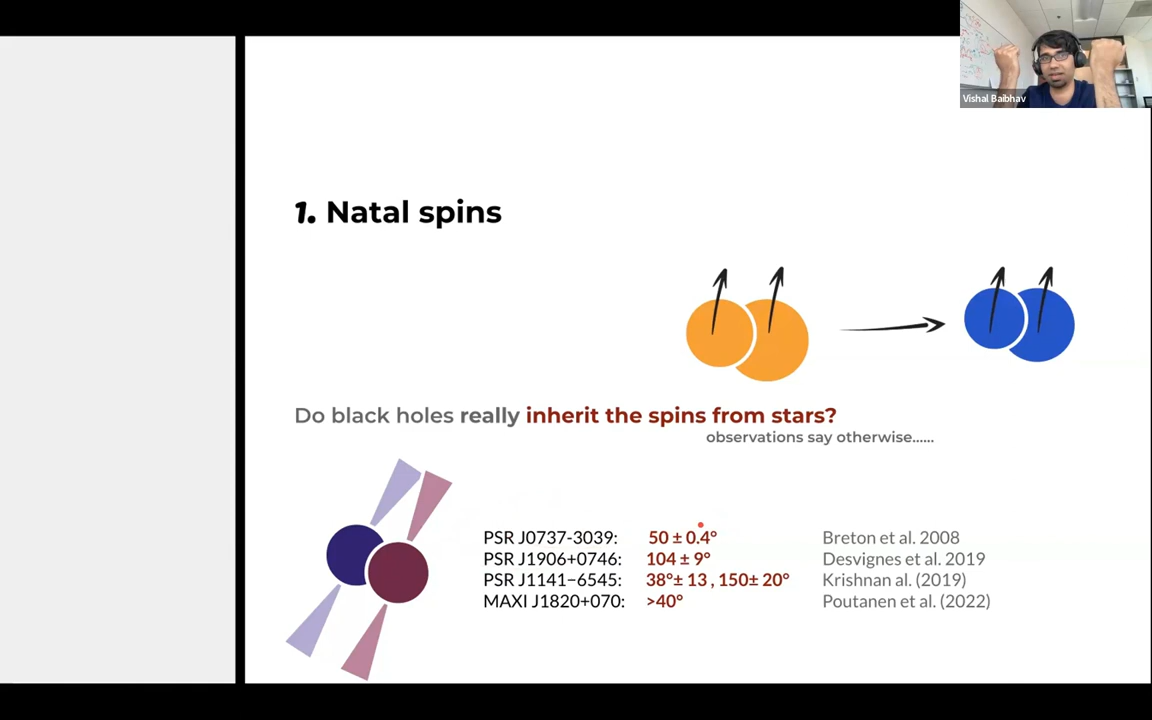 Vishal Baibhav
1. Natal spins
Do black holes really inherit the spins from stars?
observations say otherwise......
PSR J0737-3039: 50 ± 0.4° Breton et al. 2008
PSR J1906+0746: 104 ± 9° Desvignes et al. 2019
PSR J1141−6545: 38°± 13 , 150± 20° Krishnan al. (2019)
MAXI J1820+070: >40° Poutanen et al. (2022)